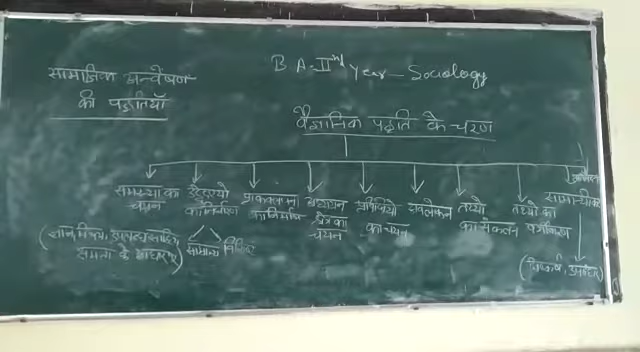 B A-IInd Year - Sociology
सामाजिक अन्वेषण
की पद्धतियाँ
वैज्ञानिक पद्धति के चरण
समस्या का चयन
उद्देश्यों का निर्धारण
प्राकल्पना का निर्माण
अध्ययन क्षेत्र का चयन
प्रविधियों का चयन
अवलोकन
तथ्यों का संकलन
तथ्यों का वर्गीकरण
सामान्य विशिष्ट